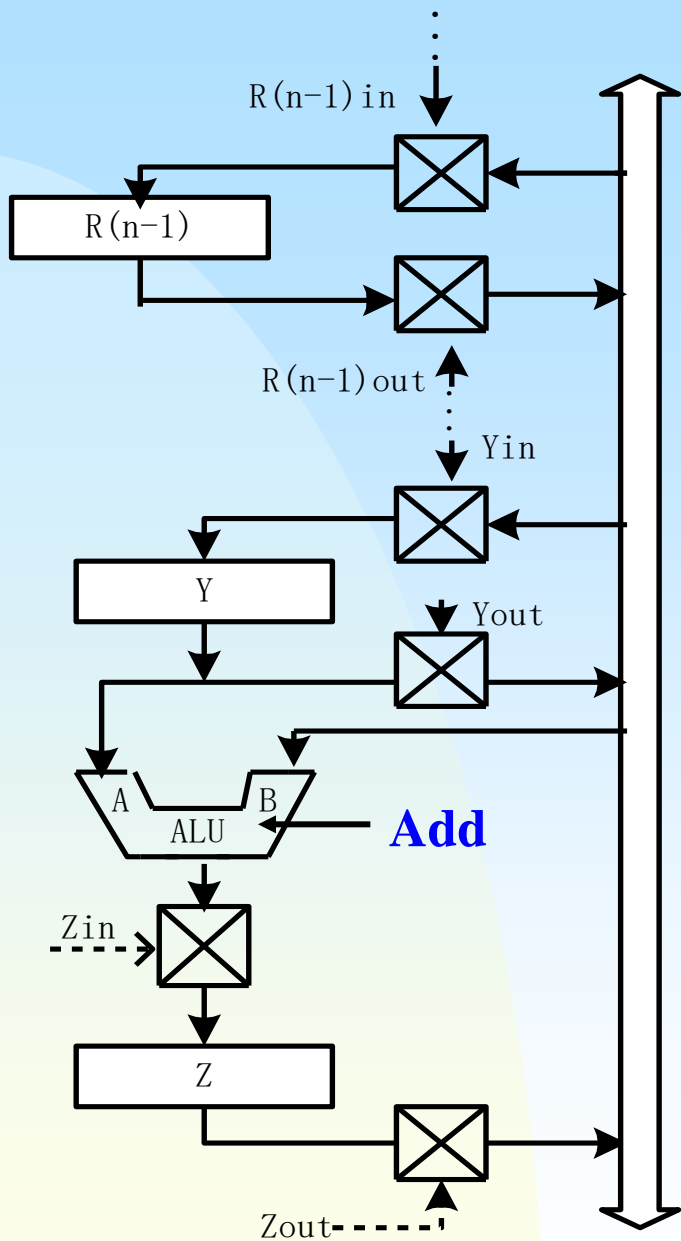 R(n-1)in
R(n-1)
R(n-1)out
Yin
Y
Yout
A
B
ALU
Add
Zin
Z
Zout